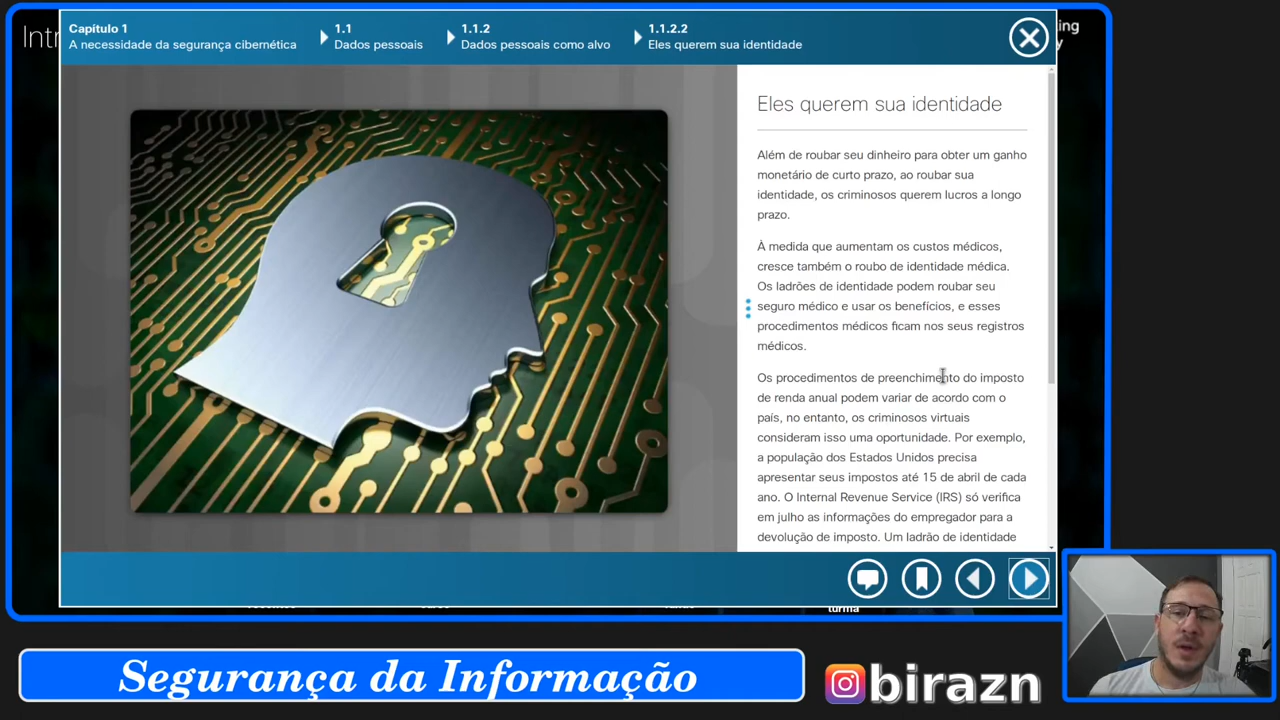 Intr
Capítulo 1
A necessidade da segurança cibernética
1.1
Dados pessoais
1.1.2
Dados pessoais como alvo
1.1.2.2
Eles querem sua identidade
king
y
Eles querem sua identidade
Além de roubar seu dinheiro para obter um ganho
monetário de curto prazo, ao roubar sua
identidade, os criminosos querem lucros a longo
prazo.
À medida que aumentam os custos médicos,
cresce também o roubo de identidade médica.
Os ladrões de identidade podem roubar seu
seguro médico e usar os benefícios, e esses
procedimentos médicos ficam nos seus registros
médicos.
Os procedimentos de preenchimento do imposto
de renda anual podem variar de acordo com o
país, no entanto, os criminosos virtuais
consideram isso uma oportunidade. Por exemplo,
a população dos Estados Unidos precisa
apresentar seus impostos até 15 de abril de cada
ano. O Internal Revenue Service (IRS) só verifica
em julho as informações do empregador para a
devolução de imposto. Um ladrão de identidade
turma
Segurança da Informação
birazn